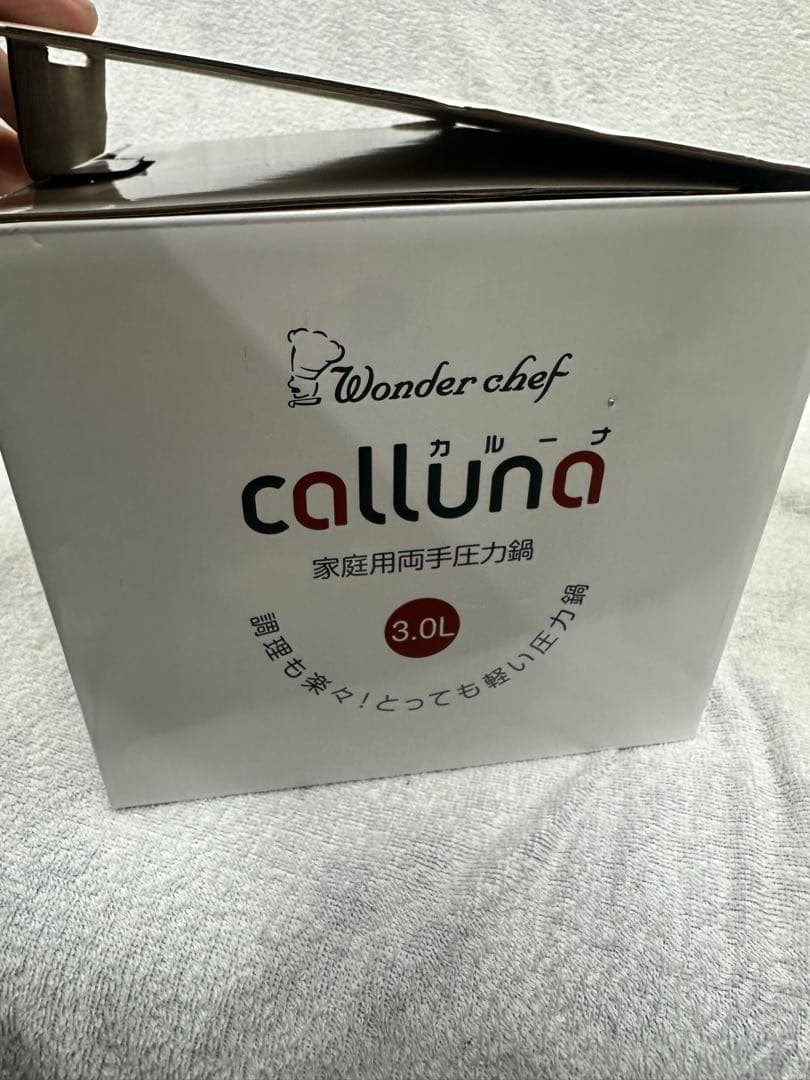 Wonder chef
カルーナ
calluna
家庭用両手圧力鍋
3.0L
調理も楽々！とっても軽い圧力鍋